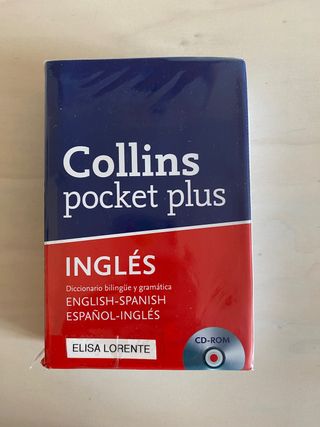 Collins
pocket plus
INGLÉS
Diccionario bilingüe y gramática
ENGLISH-SPANISH
ESPAÑOL-INGLÉS
ELISA LORENTE
CD-ROM